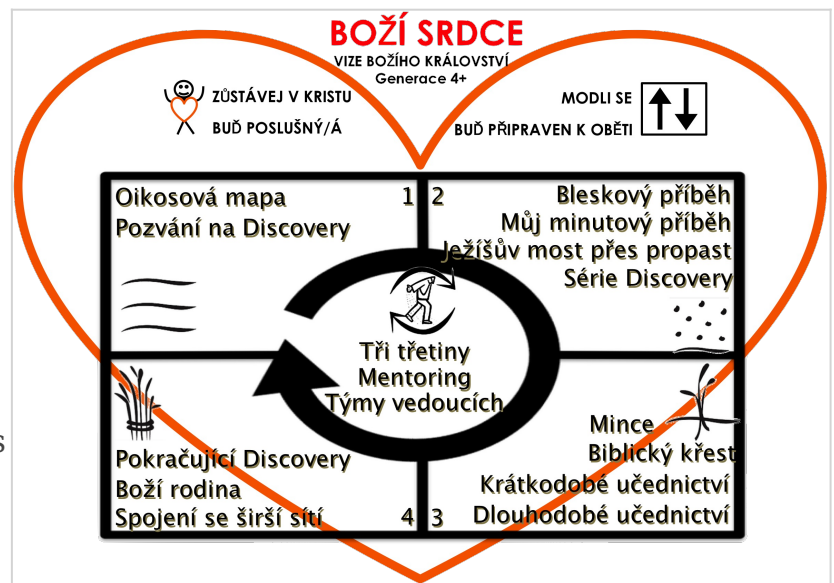 BOŽÍ SRDCE
VIZE BOŽÍHO KRÁLOVSTVÍ
Generace 4+
ZŮSTÁVEJ V KRISTU
BUĎ POSLUŠNÝ/Á
MODLI SE
BUĎ PŘIPRAVEN K OBĚTI
Oikosová mapa 1
Pozvání na Discovery
2 Bleskový příběh
Můj minutový příběh
Ježíšův most přes propast
Série Discovery
Tři třetiny
Mentoring
Týmy vedoucích
Mince
Biblický křest
Krátkodobé učednictví
3 Dlouhodobé učednictví
Pokračující Discovery
Boží rodina
Spojení se širší sítí 4
s